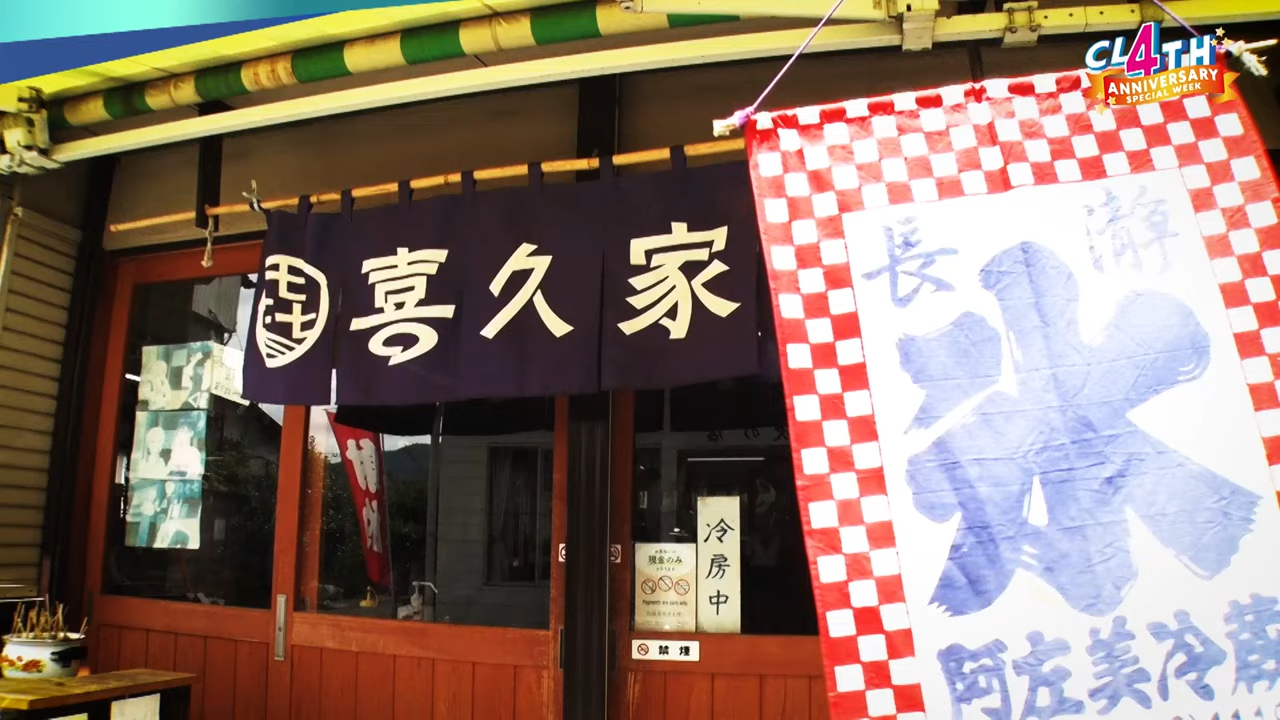 CL4TH
ANNIVERSARY
SPECIAL WEEK
喜久家
長瀞
氷
阿左美冷蔵
冷房中
現金のみ
Payments are cash only
禁煙